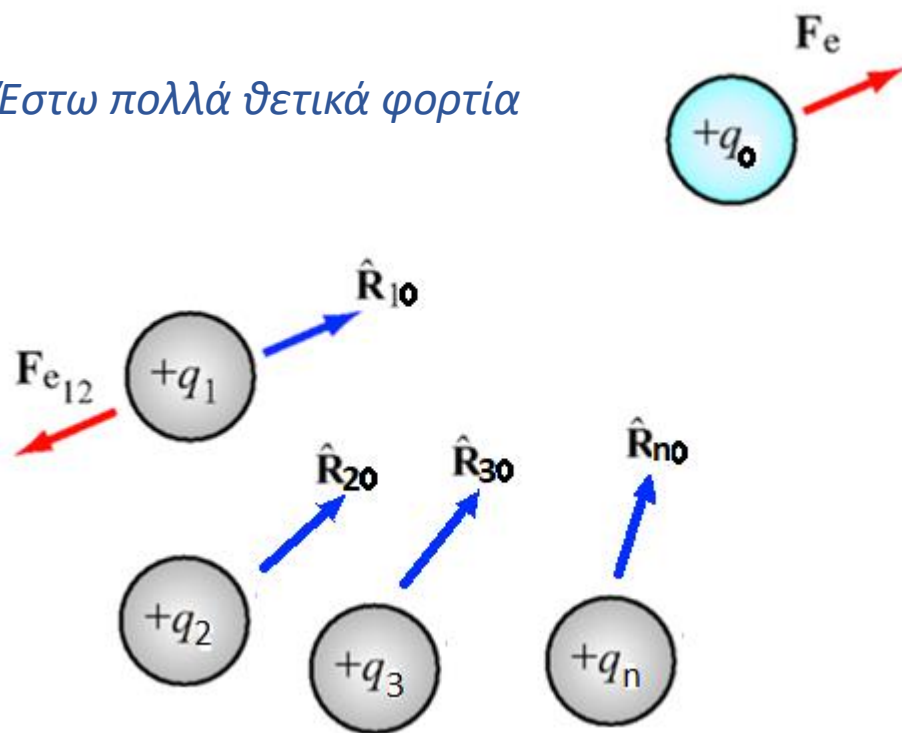 Fe
Έστω πολλά θετικά φορτία
+q0
R̂10
+q1
Fe12
R̂20
R̂30
R̂n0
+q2
+q3
+qn